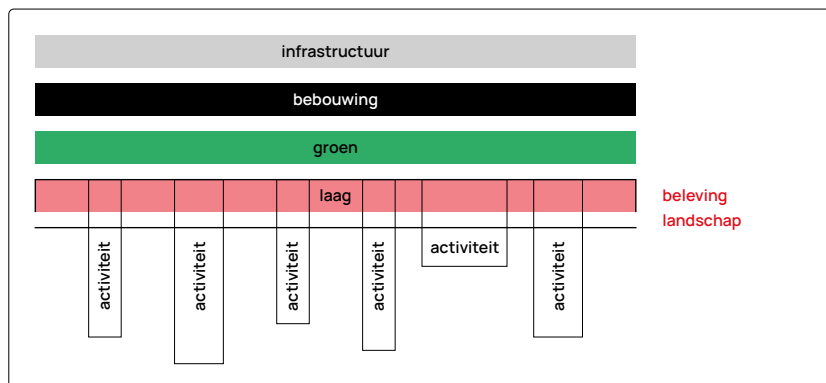 infrastructuur
bebouwing
groen
laag
beleving
landschap
activiteit
activiteit
activiteit
activiteit
activiteit
activiteit